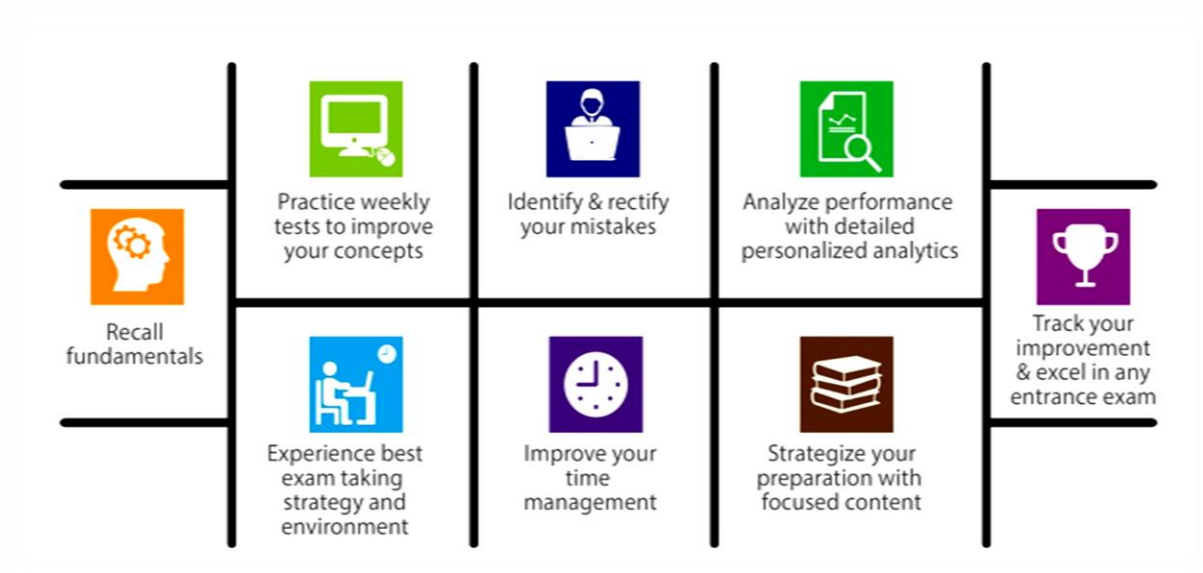 Recall
fundamentals
Practice weekly
tests to improve
your concepts
Identify & rectify
your mistakes
Analyze performance
with detailed
personalized analytics
Experience best
exam taking
strategy and
environment
Improve your
time
management
Strategize your
preparation with
focused content
Track your
improvement
& excel in any
entrance exam